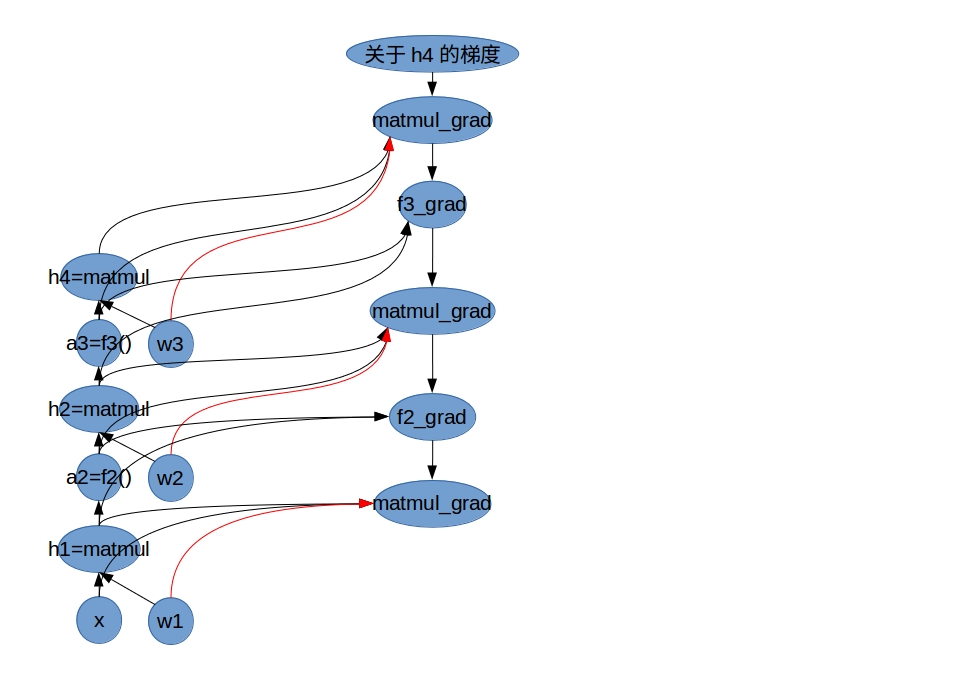 关于 h4 的梯度
matmul_grad
f3_grad
h4=matmul
matmul_grad
a3=f3()
w3
h2=matmul
f2_grad
a2=f2()
w2
matmul_grad
h1=matmul
x
w1